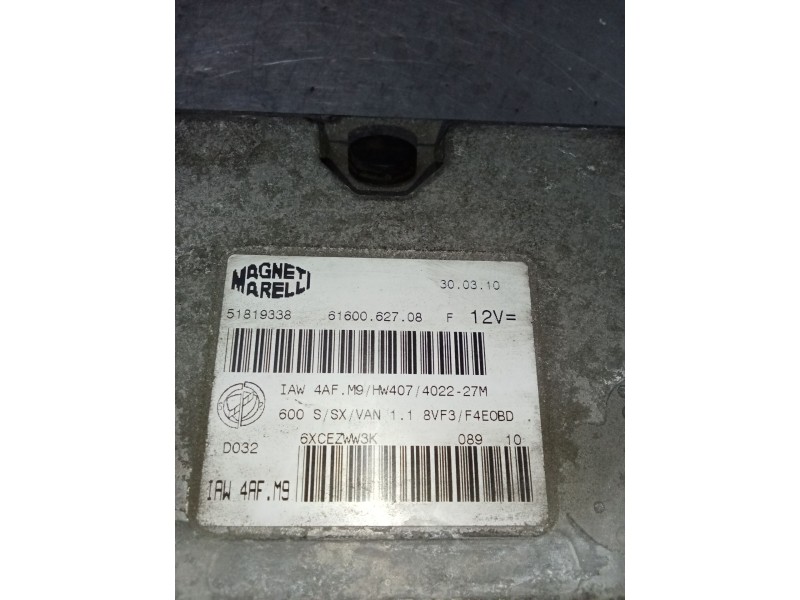 MAGNETI
MARELLI
30.03.10
51819338 61600.627.08 F 12V=
IAW 4AF.M9/HW407/4022-27M
600 S/SX/VAN 1.1 8VF3/F4EOBD
D032 6XCEZWW3K 089 10
IAW 4AF.M9